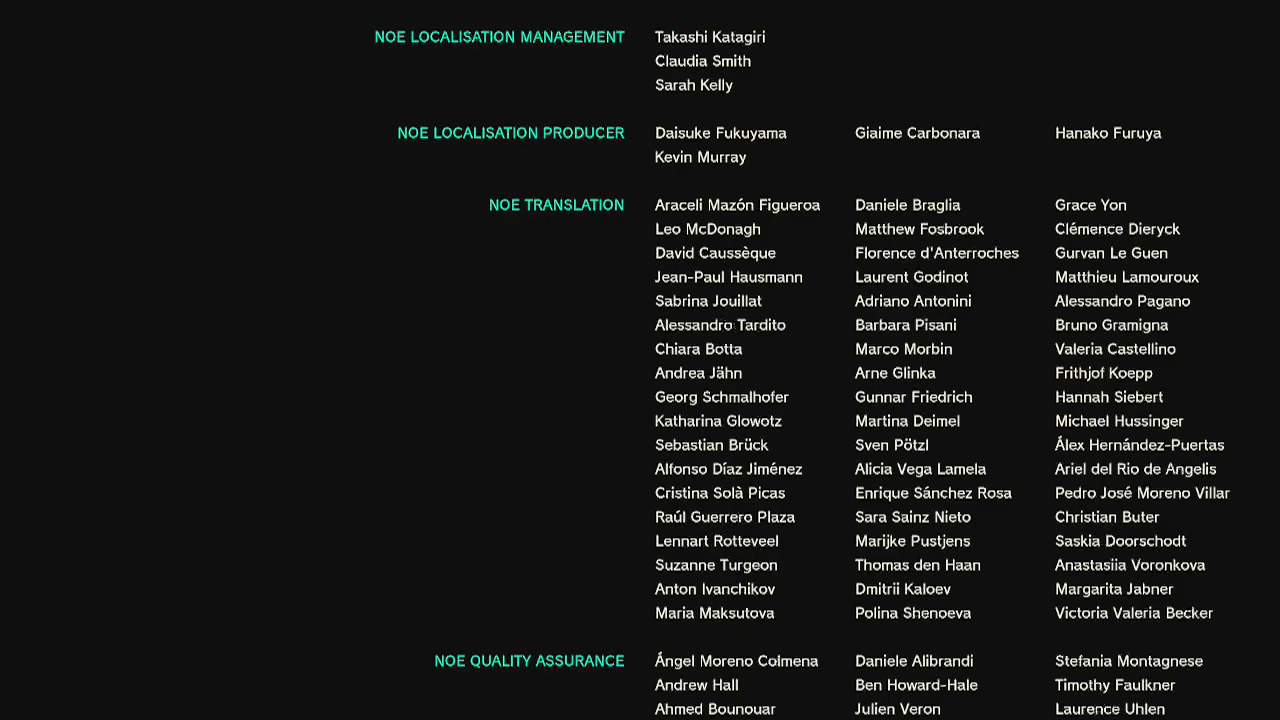 NOE LOCALISATION MANAGEMENT Takashi Katagiri
Claudia Smith
Sarah Kelly
NOE LOCALISATION PRODUCER Daisuke Fukuyama Giaime Carbonara Hanako Furuya
Kevin Murray
NOE TRANSLATION Araceli Mazón Figueroa Daniele Braglia Grace Yon
Leo McDonagh Matthew Fosbrook Clémence Dieryck
David Caussèque Florence d'Anterroches Gurvan Le Guen
Jean-Paul Hausmann Laurent Godinot Matthieu Lamouroux
Sabrina Jouillat Adriano Antonini Alessandro Pagano
Alessandro Tardito Barbara Pisani Bruno Gramigna
Chiara Botta Marco Morbin Valeria Castellino
Andrea Jähn Arne Glinka Frithjof Koepp
Georg Schmalhofer Gunnar Friedrich Hannah Siebert
Katharina Glowotz Martina Deimel Michael Hussinger
Sebastian Brück Sven Pötzl Álex Hernández-Puertas
Alfonso Díaz Jiménez Alicia Vega Lamela Ariel del Rio de Angelis
Cristina Solà Picas Enrique Sánchez Rosa Pedro José Moreno Villar
Raúl Guerrero Plaza Sara Sainz Nieto Christian Buter
Lennart Rotteveel Marijke Pustjens Saskia Doorschodt
Suzanne Turgeon Thomas den Haan Anastasiia Voronkova
Anton Ivanchikov Dmitrii Kaloev Margarita Jabner
Maria Maksutova Polina Shenoeva Victoria Valeria Becker
NOE QUALITY ASSURANCE Ángel Moreno Colmena Daniele Alibrandi Stefania Montagnese
Andrew Hall Ben Howard-Hale Timothy Faulkner
Ahmed Bounouar Julien Veron Laurence Uhlen